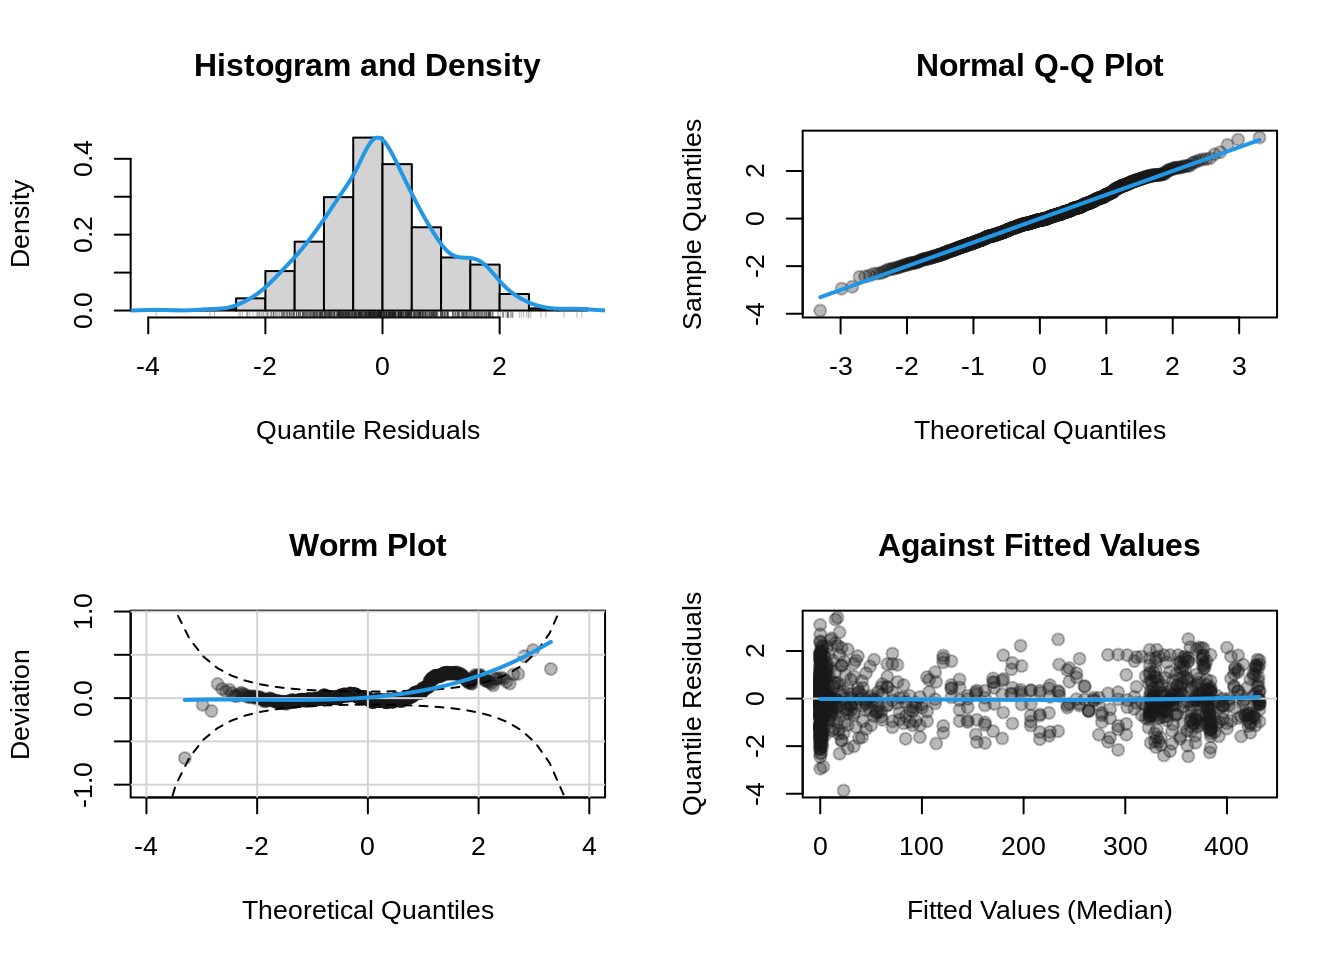 Histogram and Density
Density
0.0 0.2 0.4
-4 -2 0 2
Quantile Residuals
Normal Q-Q Plot
Sample Quantiles
-4 -2 0 2
-3 -2 -1 0 1 2 3
Theoretical Quantiles
Worm Plot
Deviation
-1.0 0.0 1.0
-4 -2 0 2 4
Theoretical Quantiles
Against Fitted Values
Quantile Residuals
-4 -2 0 2
0 100 200 300 400
Fitted Values (Median)